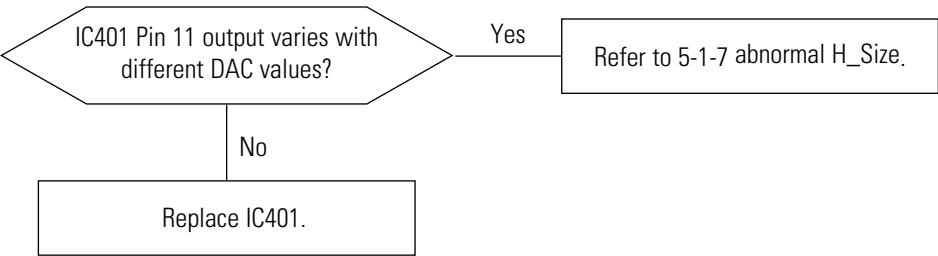 IC401 Pin 11 output varies with
different DAC values?
Yes
Refer to 5-1-7 abnormal H_Size.
No
Replace IC401.